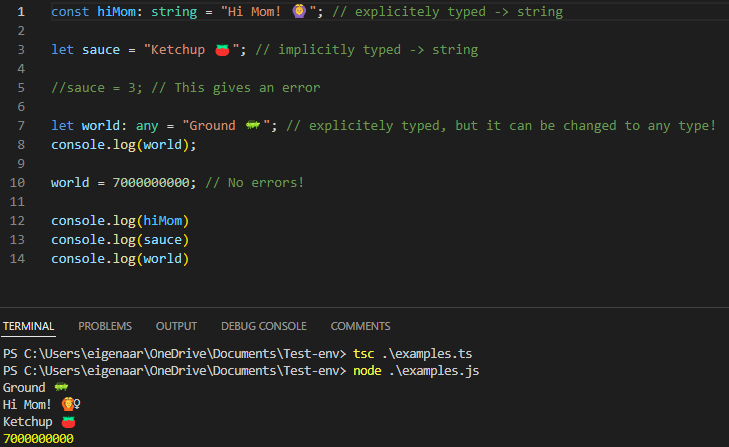 1 const hiMom: string = "Hi Mom! 🙆‍♀️"; // explicitely typed -> string
2
3 let sauce = "Ketchup 🍅"; // implicitly typed -> string
4
5 //sauce = 3; // This gives an error
6
7 let world: any = "Ground 🐛"; // explicitely typed, but it can be changed to any type!
8 console.log(world);
9
10 world = 7000000000; // No errors!
11
12 console.log(hiMom)
13 console.log(sauce)
14 console.log(world)
TERMINAL PROBLEMS OUTPUT DEBUG CONSOLE COMMENTS
PS C:\Users\eigenaar\OneDrive\Documents\Test-env> tsc .\examples.ts
PS C:\Users\eigenaar\OneDrive\Documents\Test-env> node .\examples.js
Ground 🐛
Hi Mom! 🙆♀
Ketchup 🍅
7000000000